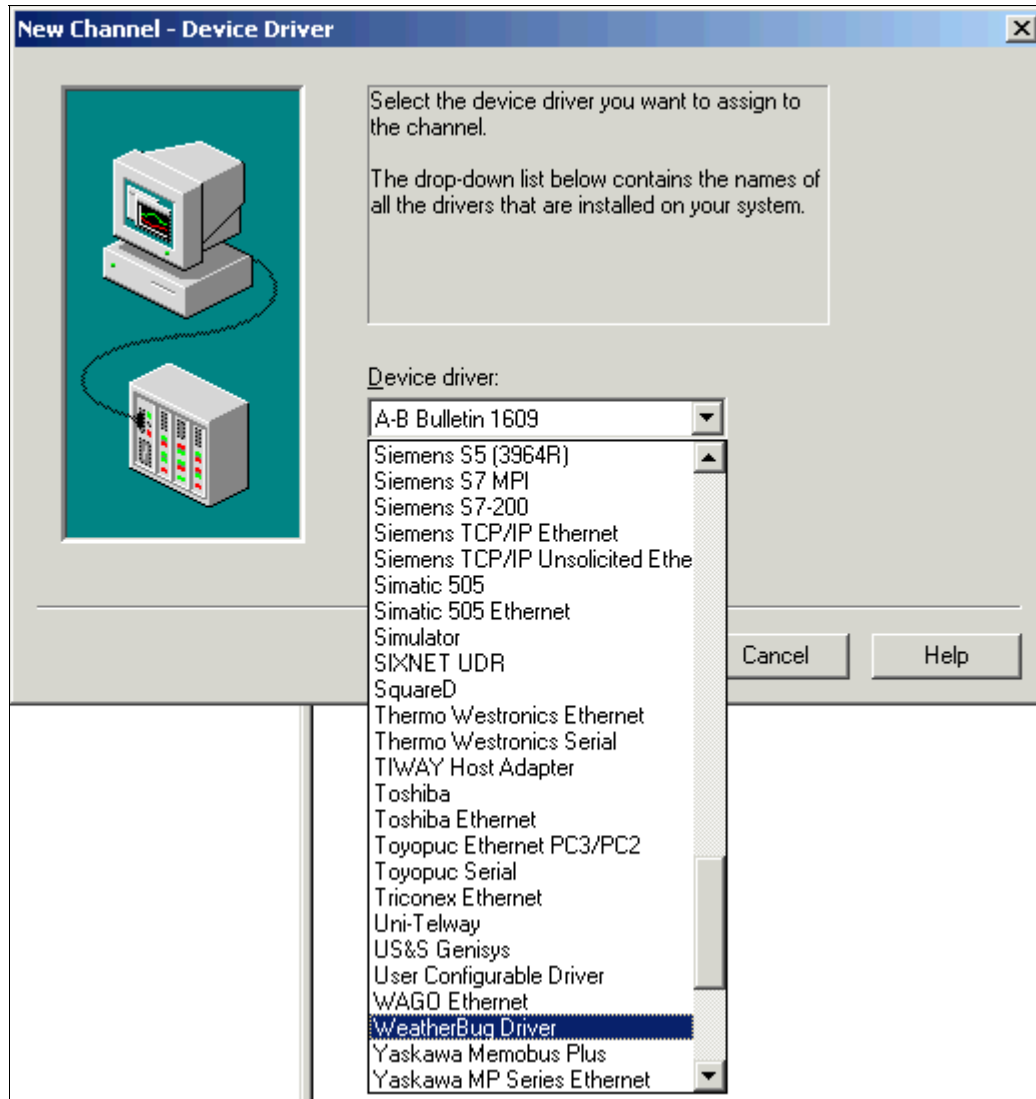 New Channel - Device Driver
Select the device driver you want to assign to
the channel.
The drop-down list below contains the names of
all the drivers that are installed on your system.
Device driver:
A-B Bulletin 1609
Siemens S5 (3964R)
Siemens S7 MPI
Siemens S7-200
Siemens TCP/IP Ethernet
Siemens TCP/IP Unsolicited Ethe
Simatic 505
Simatic 505 Ethernet
Simulator
SIXNET UDR
SquareD
Thermo Westronics Ethernet
Thermo Westronics Serial
TIWAY Host Adapter
Toshiba
Toshiba Ethernet
Toyopuc Ethernet PC3/PC2
Toyopuc Serial
Triconex Ethernet
Uni-Telway
US&S Genisys
User Configurable Driver
WAGO Ethernet
WeatherBug Driver
Yaskawa Memobus Plus
Yaskawa MP Series Ethernet
Cancel
Help